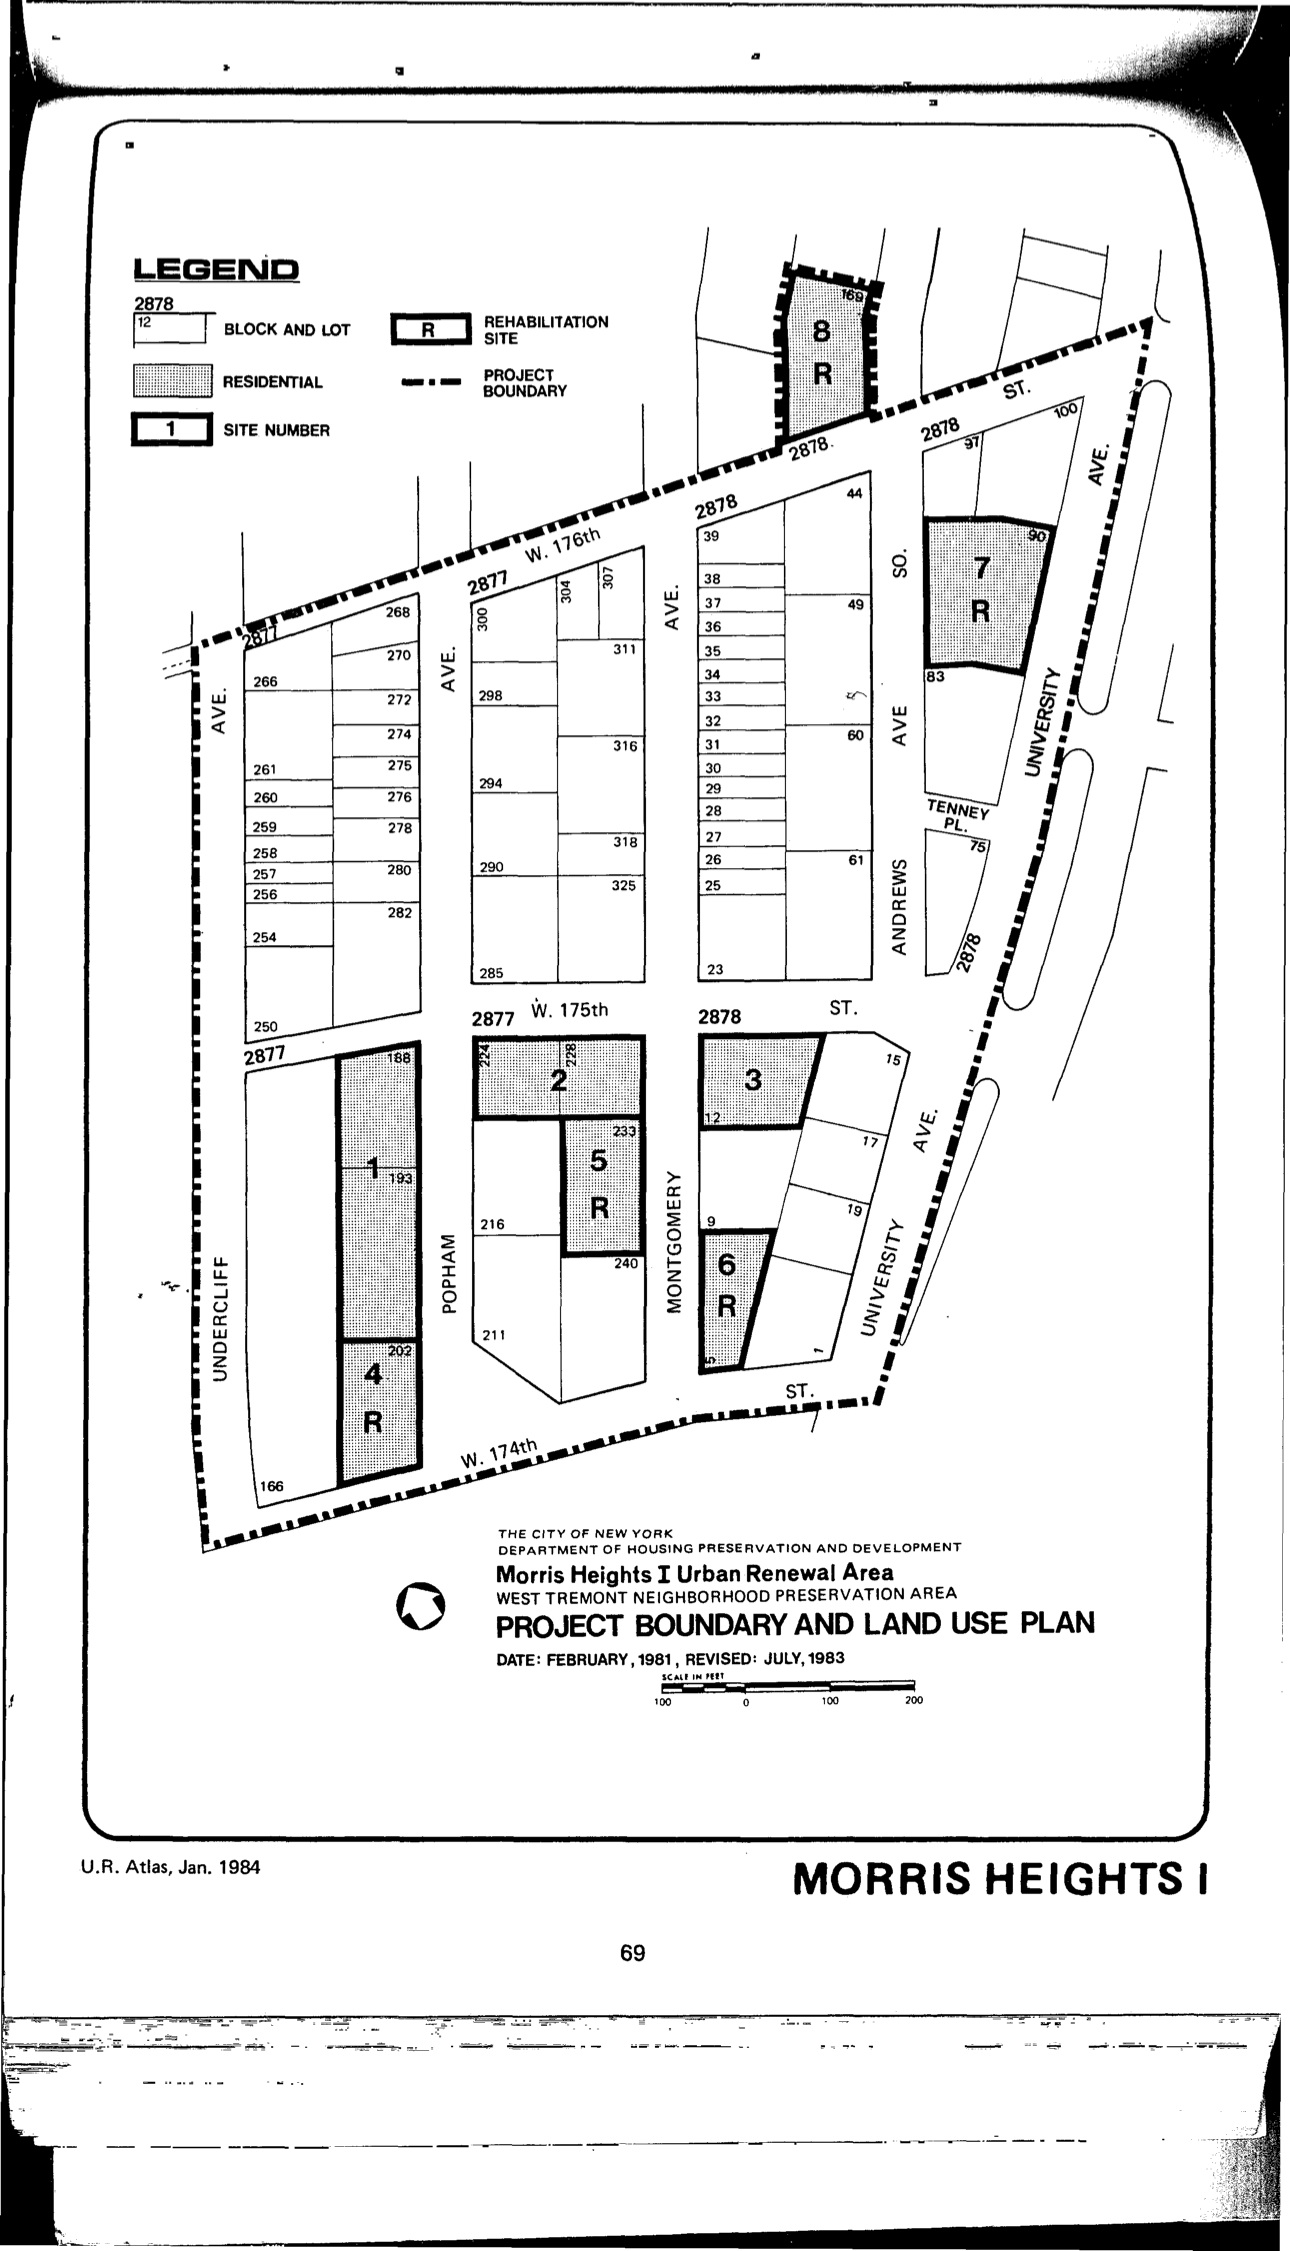 LEGEND
2878
12
BLOCK AND LOT
RESIDENTIAL
1
SITE NUMBER
R
REHABILITATION
SITE
PROJECT
BOUNDARY
169
8
R
2878
ST.
2878
97
100
AVE.
2878
44
39
38
37
36
35
34
33
32
31
30
29
28
27
26
25
23
49
60
61
SO.
AVE
ANDREWS
90
7
R
83
UNIVERSITY
TENNEY
PL.
75
2878
W. 176th
2877
300
304
307
311
298
316
294
318
290
325
285
AVE.
AVE.
2877
268
270
266
272
274
275
261
276
260
278
259
258
280
257
256
282
254
250
AVE.
W. 175th
ST.
2877
2877
2878
188
1
193
202
4
R
166
UNDERCLIFF
POPHAM
224
228
2
233
5
R
216
240
211
MONTGOMERY
3
12
15
17
19
9
6
R
5
1
AVE.
UNIVERSITY
ST.
W. 174th
THE CITY OF NEW YORK
DEPARTMENT OF HOUSING PRESERVATION AND DEVELOPMENT
Morris Heights I Urban Renewal Area
WEST TREMONT NEIGHBORHOOD PRESERVATION AREA
PROJECT BOUNDARY AND LAND USE PLAN
DATE: FEBRUARY, 1981, REVISED: JULY, 1983
SCALE IN FEET
100 0 100 200
U.R. Atlas, Jan. 1984
MORRIS HEIGHTS I
69